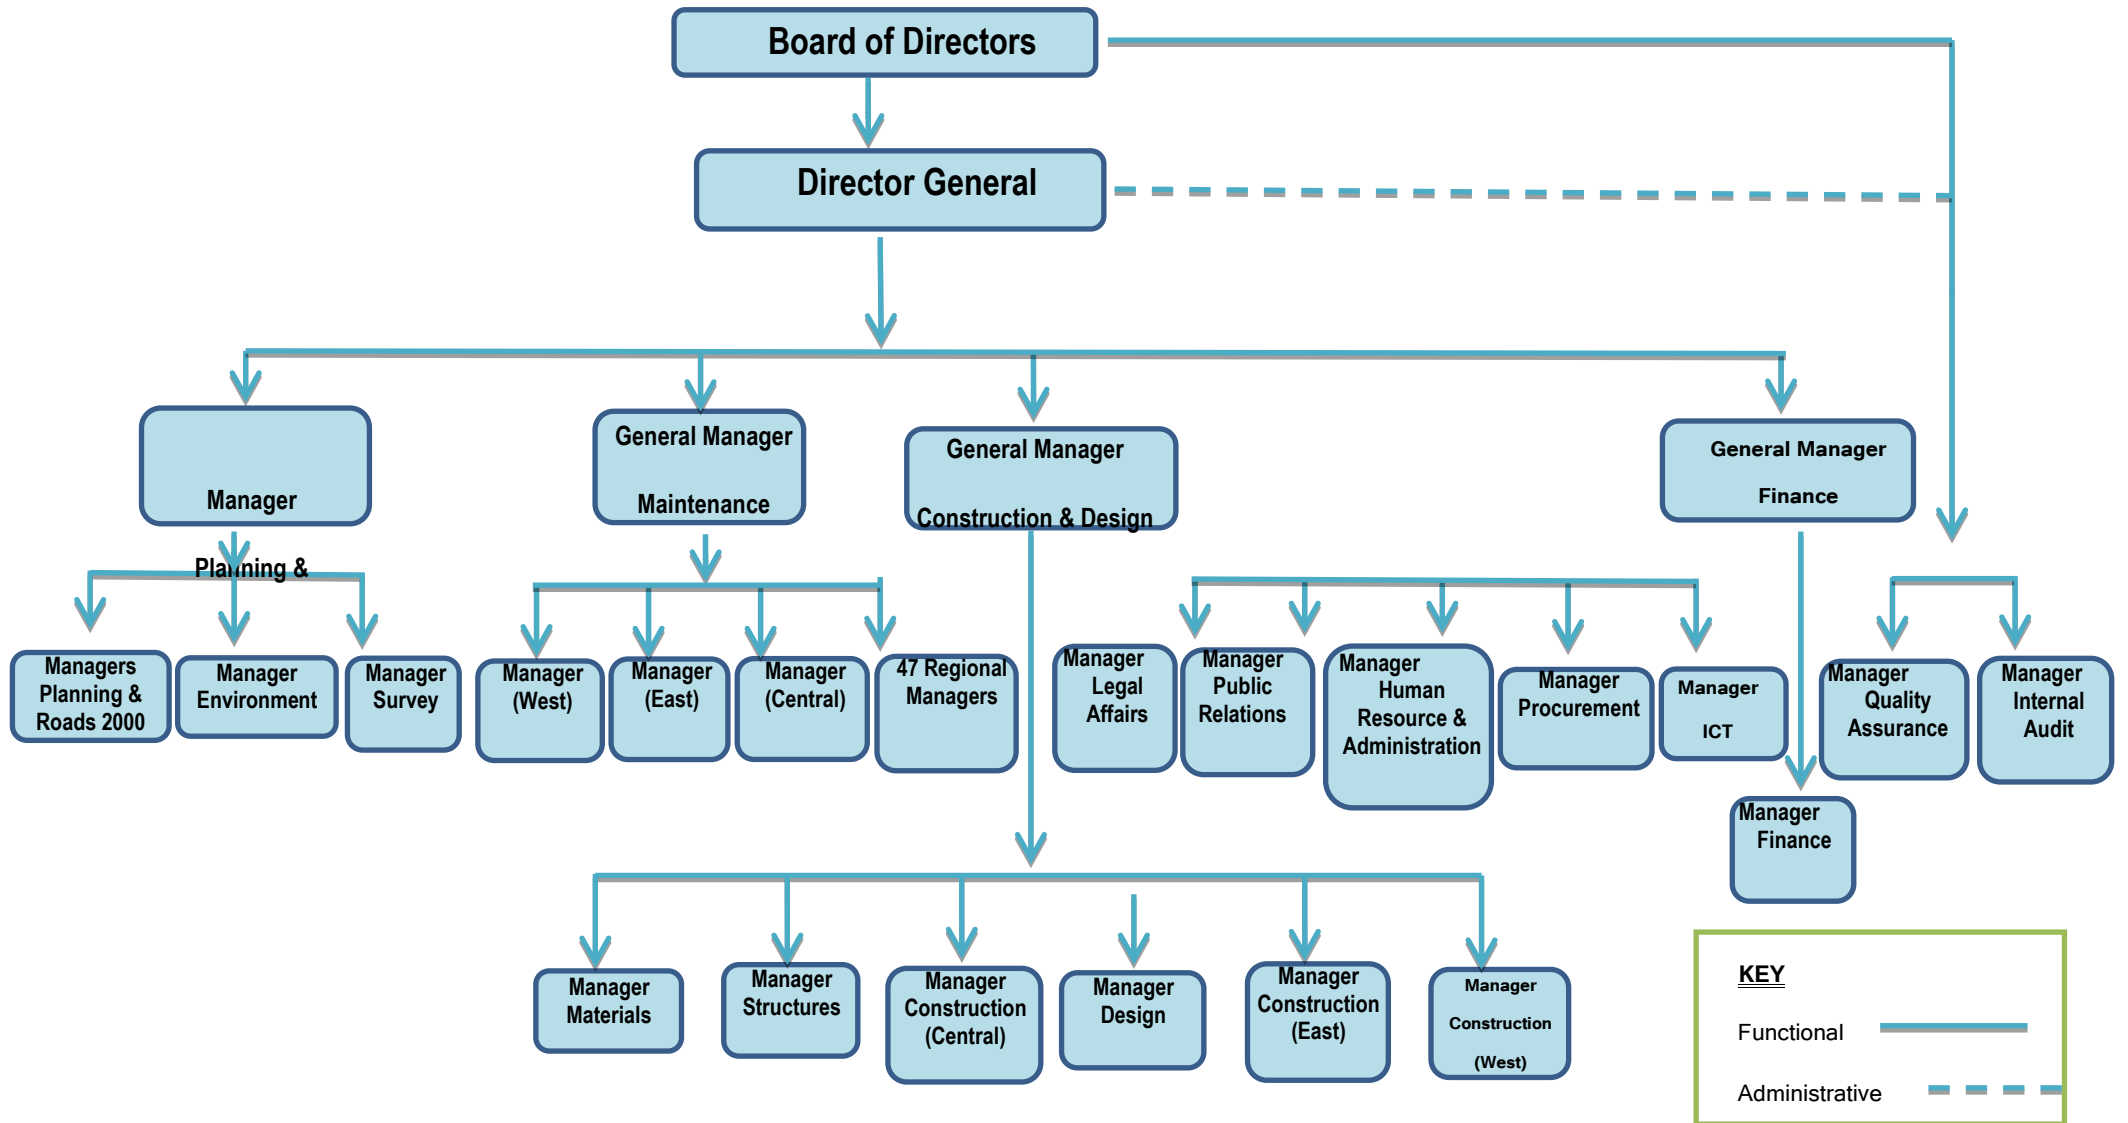 Board of Directors
Director General
Manager
Planning &
General Manager
Maintenance
General Manager
Construction & Design
General Manager
Finance
Managers
Planning &
Roads 2000
Manager
Environment
Manager
Survey
Manager
(West)
Manager
(East)
Manager
(Central)
47 Regional
Managers
Manager
Legal
Affairs
Manager
Public
Relations
Manager
Human
Resource &
Administration
Manager
Procurement
Manager
ICT
Manager
Quality
Assurance
Manager
Internal
Audit
Manager
Finance
Manager
Materials
Manager
Structures
Manager
Construction
(Central)
Manager
Design
Manager
Construction
(East)
Manager
Construction
(West)
KEY
Functional
Administrative